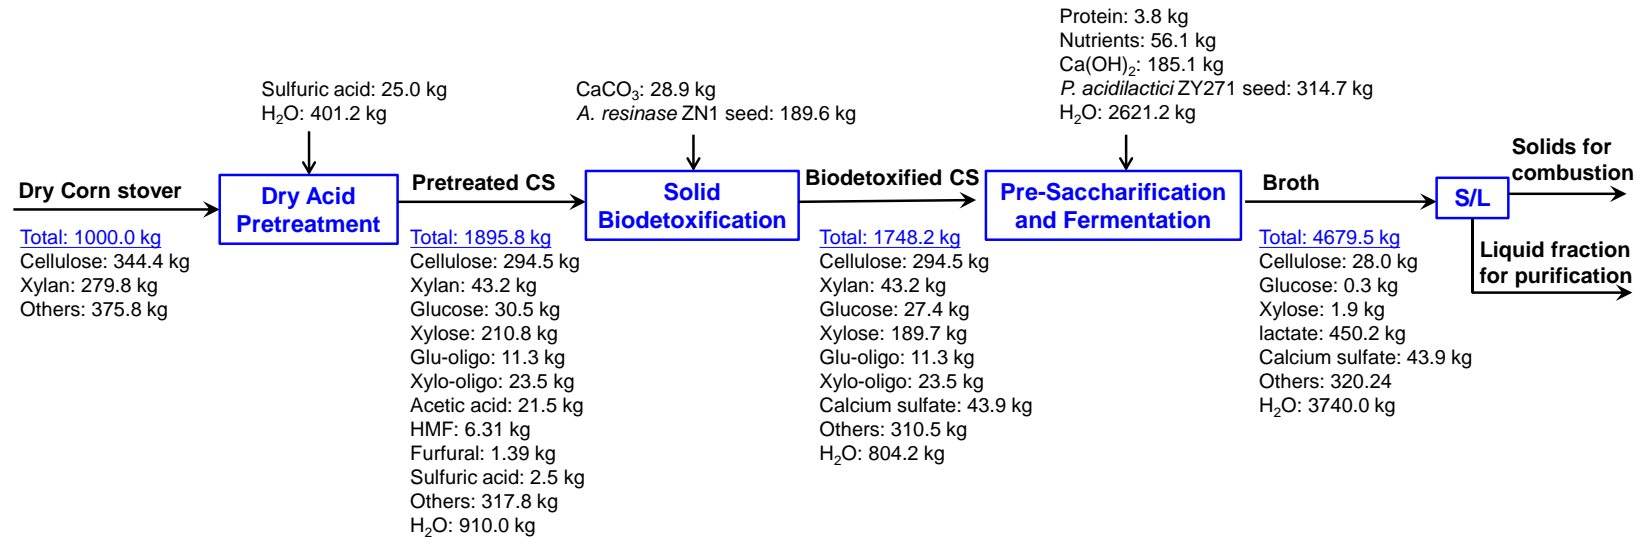 Sulfuric acid: 25.0 kg
H₂O: 401.2 kg
CaCO₃: 28.9 kg
A. resinase ZN1 seed: 189.6 kg
Protein: 3.8 kg
Nutrients: 56.1 kg
Ca(OH)₂: 185.1 kg
P. acidilactici ZY271 seed: 314.7 kg
H₂O: 2621.2 kg
Dry Corn stover
Dry Acid
Pretreatment
Pretreated CS
Solid
Biodetoxification
Biodetoxified CS
Pre-Saccharification
and Fermentation
Broth
S/L
Solids for
combustion
Liquid fraction
for purification
Total: 1000.0 kg
Cellulose: 344.4 kg
Xylan: 279.8 kg
Others: 375.8 kg
Total: 1895.8 kg
Cellulose: 294.5 kg
Xylan: 43.2 kg
Glucose: 30.5 kg
Xylose: 210.8 kg
Glu-oligo: 11.3 kg
Xylo-oligo: 23.5 kg
Acetic acid: 21.5 kg
HMF: 6.31 kg
Furfural: 1.39 kg
Sulfuric acid: 2.5 kg
Others: 317.8 kg
H₂O: 910.0 kg
Total: 1748.2 kg
Cellulose: 294.5 kg
Xylan: 43.2 kg
Glucose: 27.4 kg
Xylose: 189.7 kg
Glu-oligo: 11.3 kg
Xylo-oligo: 23.5 kg
Calcium sulfate: 43.9 kg
Others: 310.5 kg
H₂O: 804.2 kg
Total: 4679.5 kg
Cellulose: 28.0 kg
Glucose: 0.3 kg
Xylose: 1.9 kg
lactate: 450.2 kg
Calcium sulfate: 43.9 kg
Others: 320.24
H₂O: 3740.0 kg